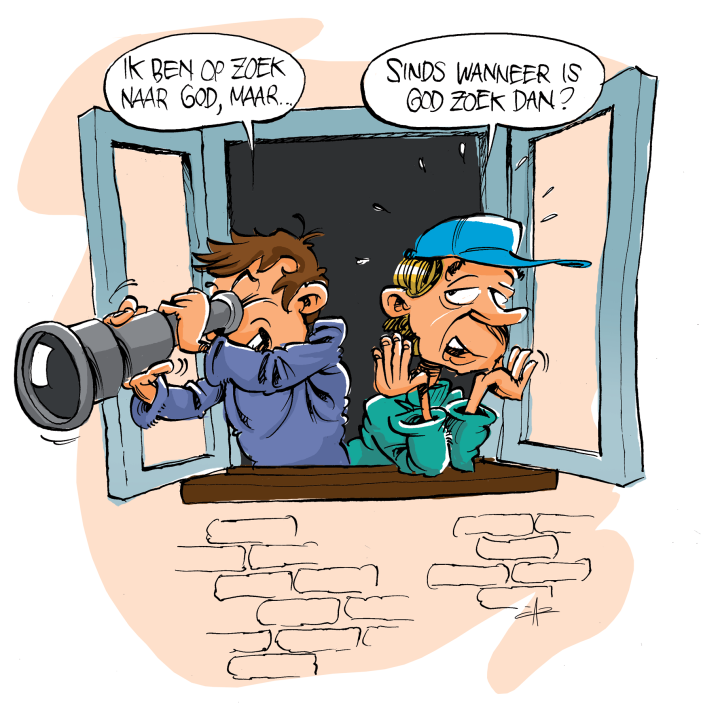 IK BEN OP ZOEK
NAAR GOD, MAAR...
SINDS WANNEER IS
GOD ZOEK DAN?